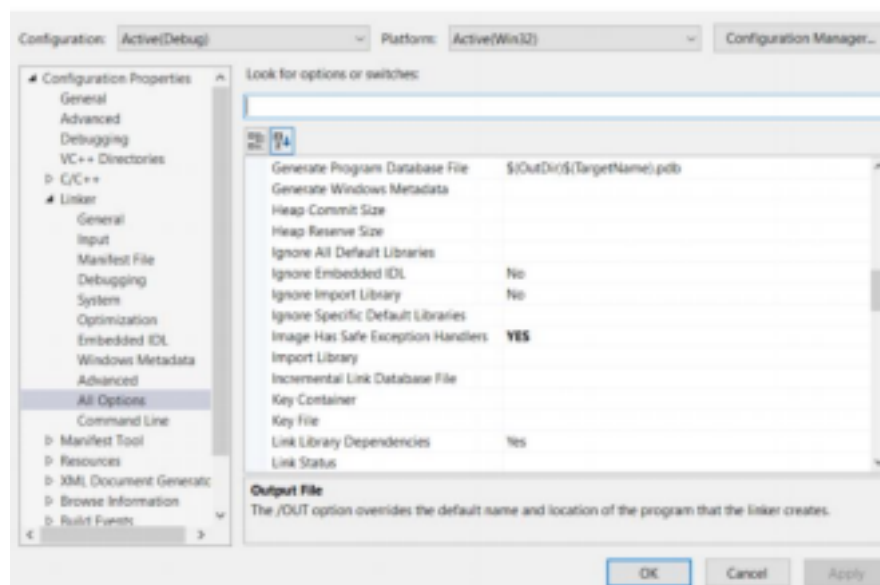 Configuration: Active(Debug) Platform: Active(Win32) Configuration Manager...
Configuration Properties
General
Advanced
Debugging
VC++ Directories
C/C++
Linker
General
Input
Manifest File
Debugging
System
Optimization
Embedded IDL
Windows Metadata
Advanced
All Options
Command Line
Manifest Tool
Resources
XML Document Generatc
Browse Information
Build Events
Look for options or switches:
Generate Program Database File $(OutDir)$(TargetName).pdb
Generate Windows Metadata
Heap Commit Size
Heap Reserve Size
Ignore All Default Libraries
Ignore Embedded IDL No
Ignore Import Library No
Ignore Specific Default Libraries
Image Has Safe Exception Handlers YES
Import Library
Incremental Link Database File
Key Container
Key File
Link Library Dependencies Yes
Link Status
Output File
The /OUT option overrides the default name and location of the program that the linker creates.
OK Cancel Apply